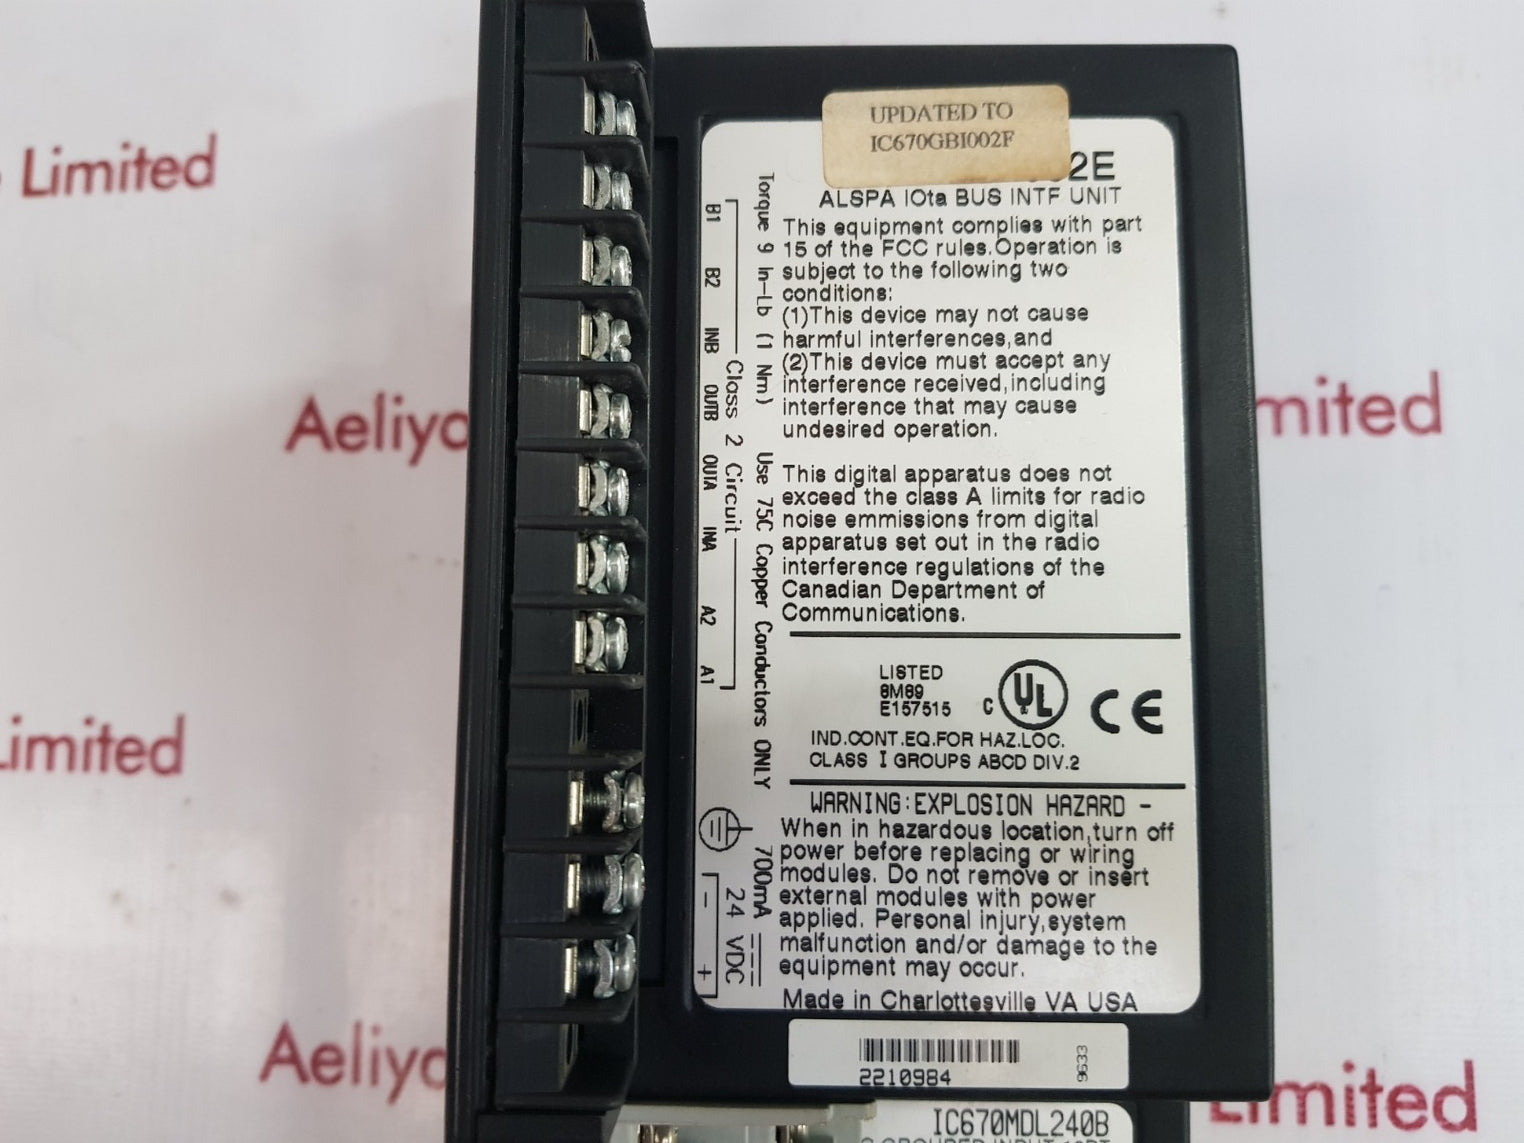 UPDATED TO
IC670GBI002F
2E
ALSPA IOta BUS INTF UNIT
This equipment complies with part
15 of the FCC rules.Operation is
subject to the following two
conditions:
(1)This device may not cause
harmful interferences,and
(2)This device must accept any
interference received,including
interference that may cause
undesired operation.
This digital apparatus does not
exceed the class A limits for radio
noise emmissions from digital
apparatus set out in the radio
interference regulations of the
Canadian Department of
Communications.
LISTED
8M89
E157515
C UL CE
IND.CONT.EQ.FOR HAZ.LOC.
CLASS I GROUPS ABCD DIV.2
WARNING:EXPLOSION HAZARD -
When in hazardous location,turn off
power before replacing or wiring
modules. Do not remove or insert
external modules with power
applied. Personal injury,system
malfunction and/or damage to the
equipment may occur.
Made in Charlottesville VA USA
Torque 9 In-Lb (1 Nm) Use 75C Copper Conductors ONLY
B1 B2 INB OUTB OUTA INA A2 A1
Class 2 Circuit
700mA
24 VDC
- +
2210984
9633
IC670MDL240B
Limited
Aeliya
mited
Limited
Aeliya
Limited